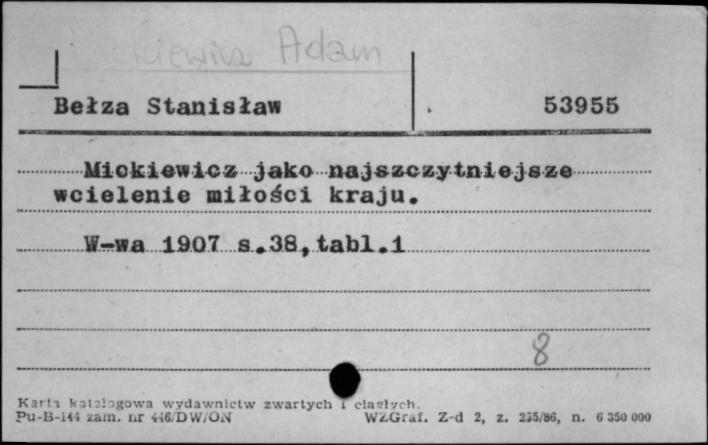 Mickiewicz Adam
Bełza Stanisław 53955
Mickiewicz jako najszczytniejsze
wcielenie miłości kraju.
W-wa 1907 s.38,tabl.1
8
Karta katalogowa wydawnictw zwartych i ciągłych.
Pu-B-144 zam. nr 446/DW/ON WZGraf. Z-d 2, z. 235/86, n. 6 350 000